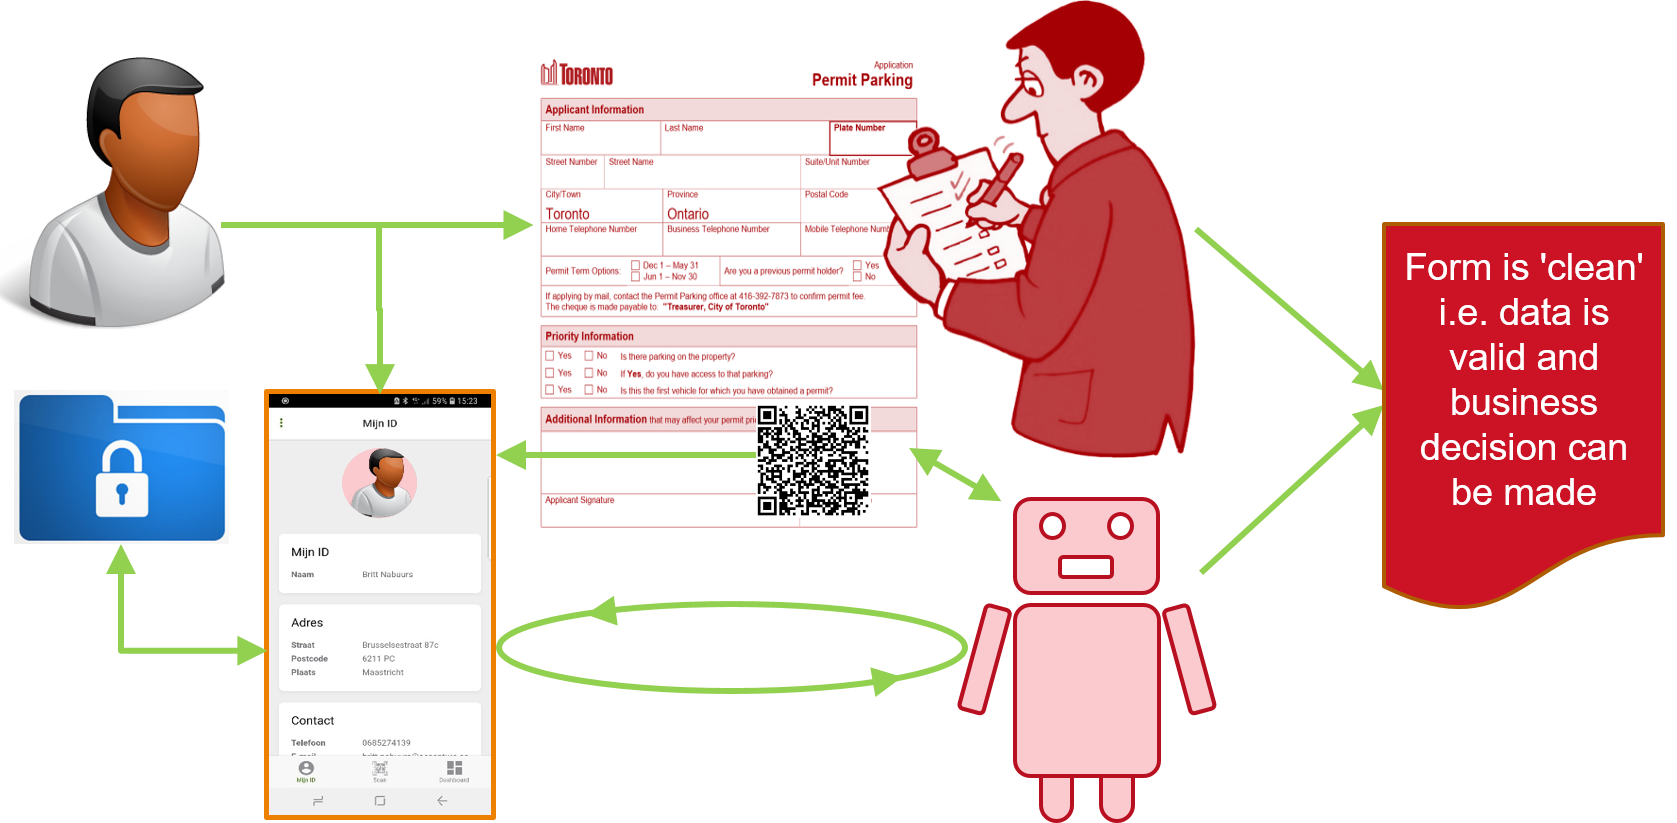 TORONTO
Application
Permit Parking
Applicant Information
First Name
Last Name
Plate Number
Street Number
Street Name
Suite/Unit Number
City/Town
Province
Postal Code
Toronto
Ontario
Home Telephone Number
Business Telephone Number
Mobile Telephone Num
Permit Term Options:
Dec 1 – May 31
Jun 1 – Nov 30
Are you a previous permit holder?
Yes
No
If applying by mail, contact the Permit Parking office at 416-392-7873 to confirm permit fee.
The cheque is made payable to: "Treasurer, City of Toronto"
Priority Information
Yes No Is there parking on the property?
Yes No If Yes, do you have access to that parking?
Yes No Is this the first vehicle for which you have obtained a permit?
Additional Information that may affect your permit pri
Applicant Signature
Form is 'clean'
i.e. data is
valid and
business
decision can
be made
59% 15:23
Mijn ID
Mijn ID
Naam Britt Nabuurs
Adres
Straat Brusselsestraat 87c
Postcode 6211 PC
Plaats Maastricht
Contact
Telefoon 0685274139
Mijn ID Scan Dashboard